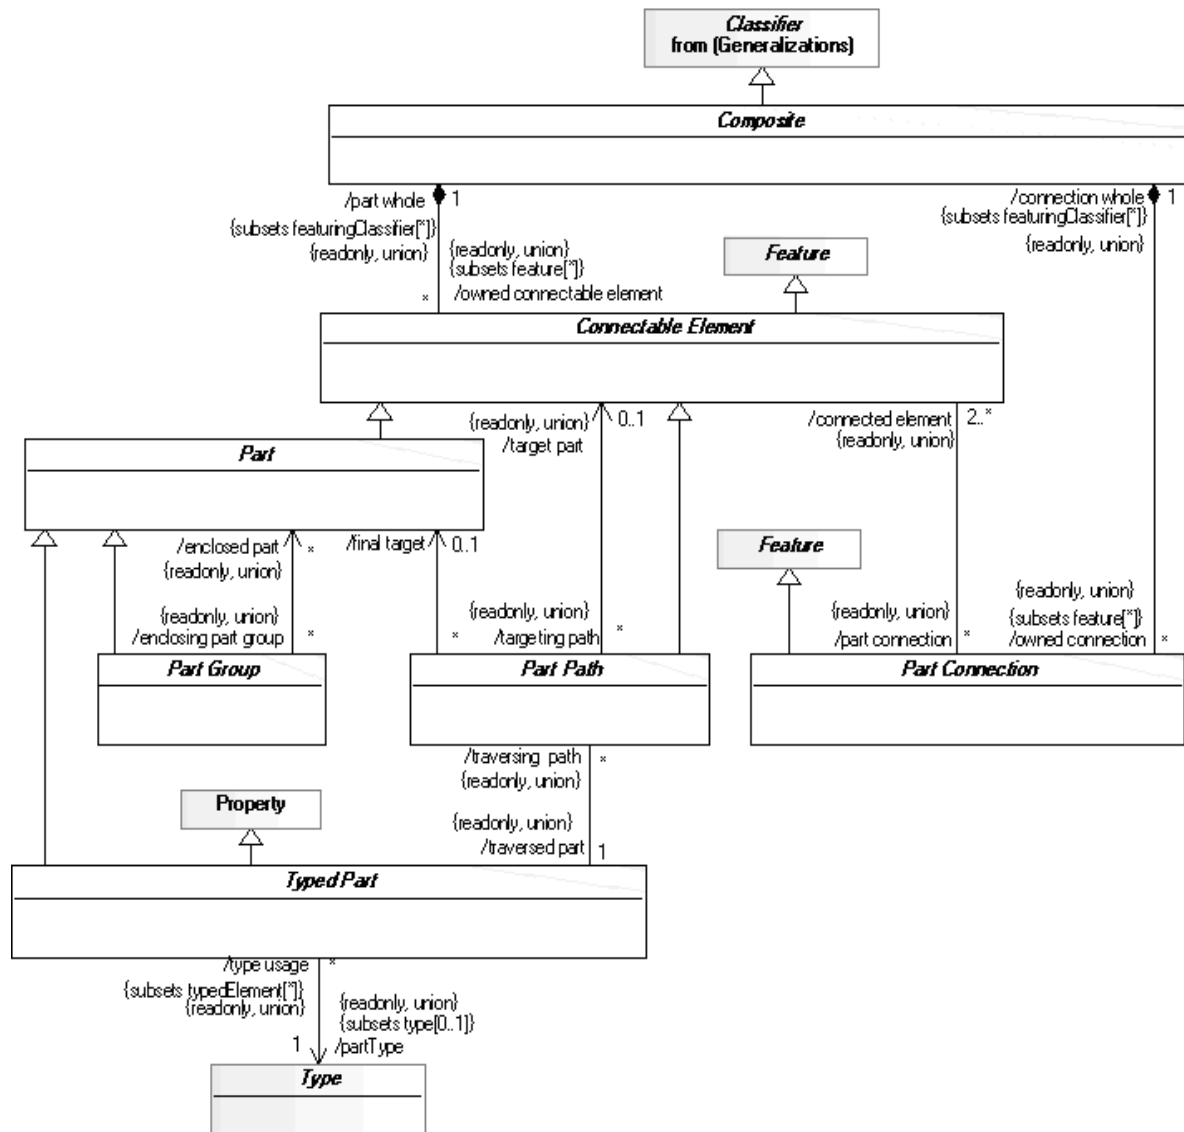 Classifier
from (Generalizations)
Composite
/part whole 1
{subsets featuringClassifier[*]}
{readonly, union}
{readonly, union}
{subsets feature[*]}
* /owned connectable element
/connection whole 1
{subsets featuringClassifier[*]}
{readonly, union}
Feature
Connectable Element
{readonly, union} 0..1
/target part
/connected element 2..*
{readonly, union}
Part
/enclosed part *
{readonly, union}
/final target 0..1
Feature
{readonly, union}
/enclosing part group *
*
{readonly, union}
/targeting path *
{readonly, union}
/part connection *
{readonly, union}
{subsets feature[*]}
/owned connection *
Part Group
Part Path
Part Connection
/traversing path *
{readonly, union}
Property
{readonly, union}
/traversed part 1
Typed Part
/type usage *
{subsets typedElement[*]}
{readonly, union}
{readonly, union}
{subsets type[0..1]}
1 /partType
Type